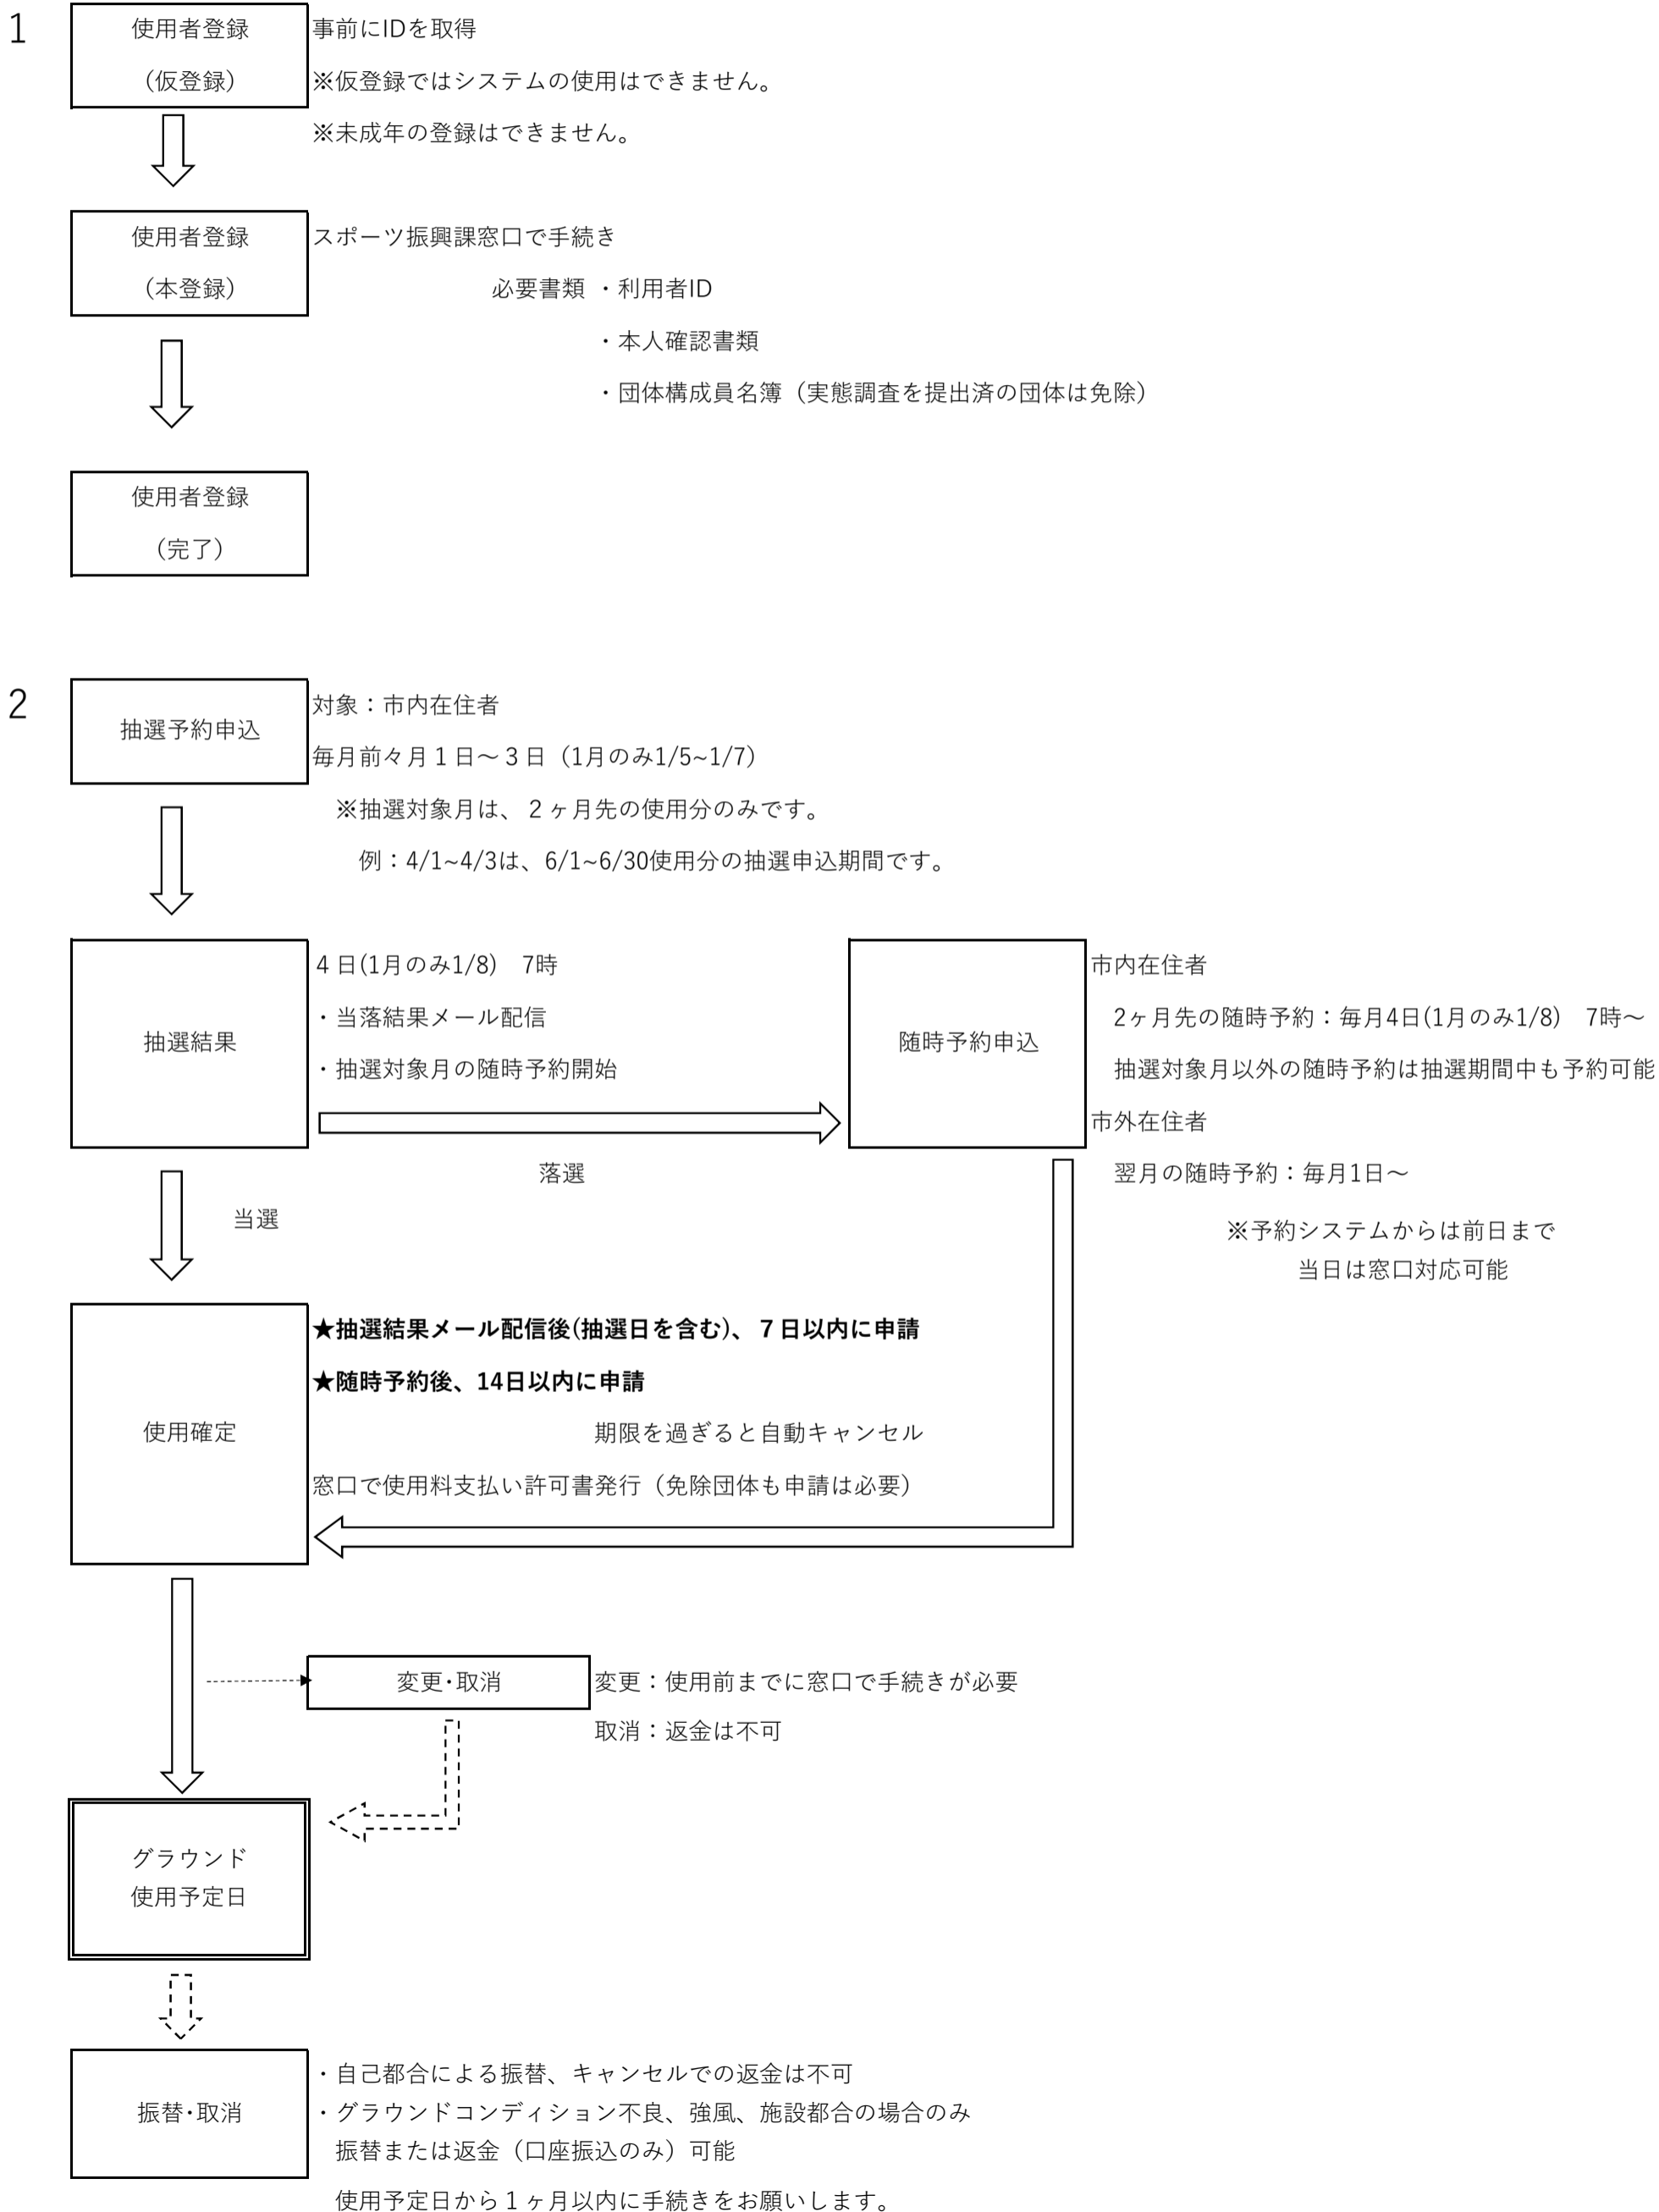 1
使用者登録
（仮登録）
事前にIDを取得
※仮登録ではシステムの使用はできません。
※未成年の登録はできません。
使用者登録
（本登録）
スポーツ振興課窓口で手続き
必要書類 ・利用者ID
・本人確認書類
・団体構成員名簿（実態調査を提出済の団体は免除）
使用者登録
（完了）
2
抽選予約申込
対象：市内在住者
毎月前々月１日～３日（1月のみ1/5~1/7）
※抽選対象月は、２ヶ月先の使用分のみです。
例：4/1~4/3は、6/1~6/30使用分の抽選申込期間です。
抽選結果
４日(1月のみ1/8)　7時
・当落結果メール配信
・抽選対象月の随時予約開始
落選
当選
随時予約申込
市内在住者
2ヶ月先の随時予約：毎月4日(1月のみ1/8)　7時～
抽選対象月以外の随時予約は抽選期間中も予約可能
市外在住者
翌月の随時予約：毎月1日～
※予約システムからは前日まで
当日は窓口対応可能
使用確定
★抽選結果メール配信後(抽選日を含む)、７日以内に申請
★随時予約後、14日以内に申請
期限を過ぎると自動キャンセル
窓口で使用料支払い許可書発行（免除団体も申請は必要）
変更･取消
変更：使用前までに窓口で手続きが必要
取消：返金は不可
グラウンド
使用予定日
振替･取消
・自己都合による振替、キャンセルでの返金は不可
・グラウンドコンディション不良、強風、施設都合の場合のみ
振替または返金（口座振込のみ）可能
使用予定日から１ヶ月以内に手続きをお願いします。